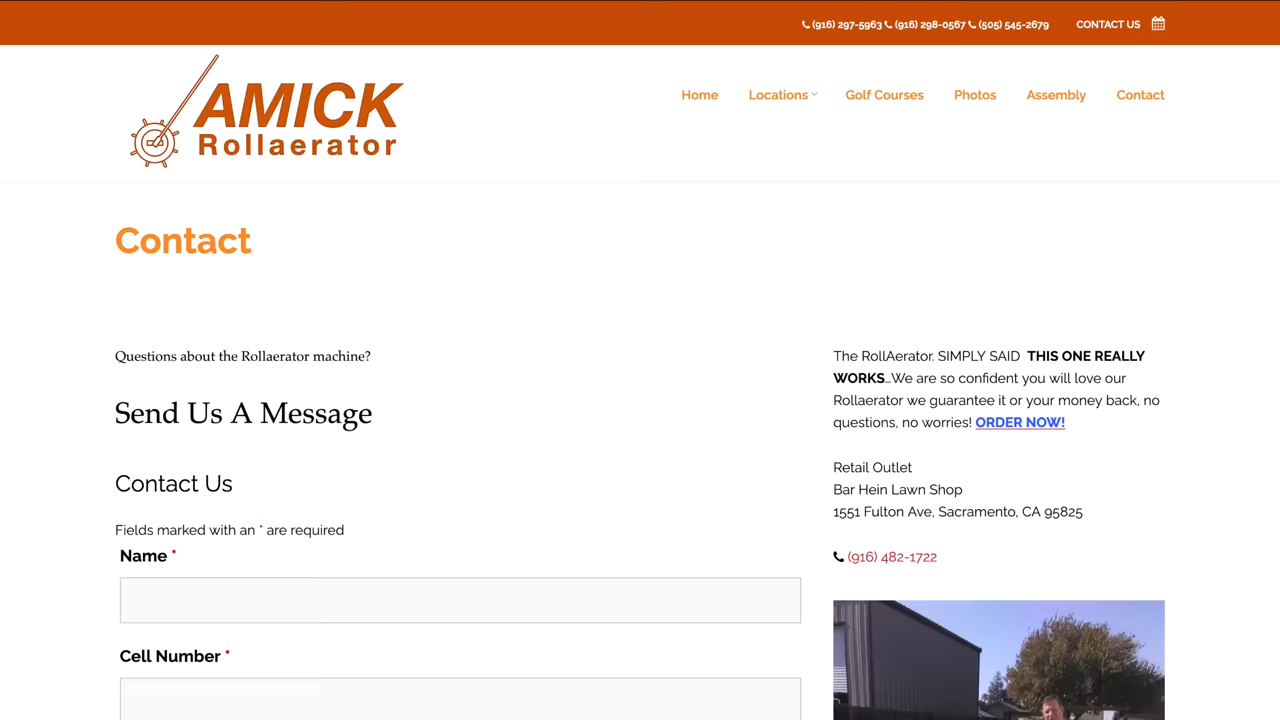 (916) 297-5963 (916) 298-0567 (505) 545-2679 CONTACT US
AMICK
Rollaerator
Home Locations Golf Courses Photos Assembly Contact
Contact
Questions about the Rollaerator machine?
Send Us A Message
Contact Us
Fields marked with an * are required
Name *
Cell Number *
The RollAerator. SIMPLY SAID THIS ONE REALLY
WORKS…We are so confident you will love our
Rollaerator we guarantee it or your money back, no
questions, no worries! ORDER NOW!
Retail Outlet
Bar Hein Lawn Shop
1551 Fulton Ave, Sacramento, CA 95825
(916) 482-1722